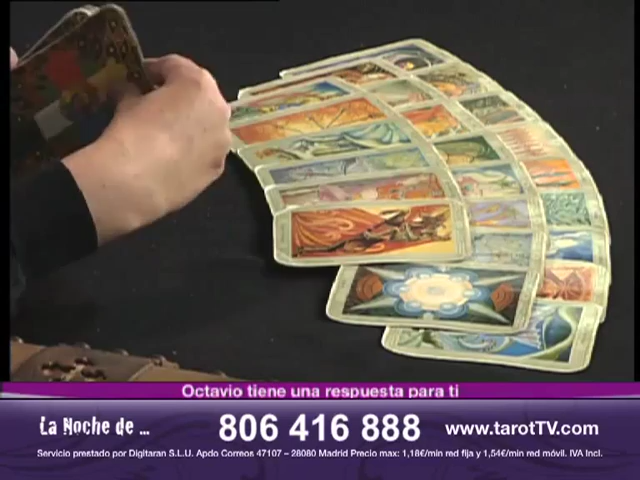 Octavio tiene una respuesta para ti
La Noche de ... 806 416 888 www.tarotTV.com
Servicio prestado por Digitaran S.L.U. Apdo Correos 47107 – 28080 Madrid Precio max: 1,18€/min red fija y 1,54€/min red móvil. IVA Incl.